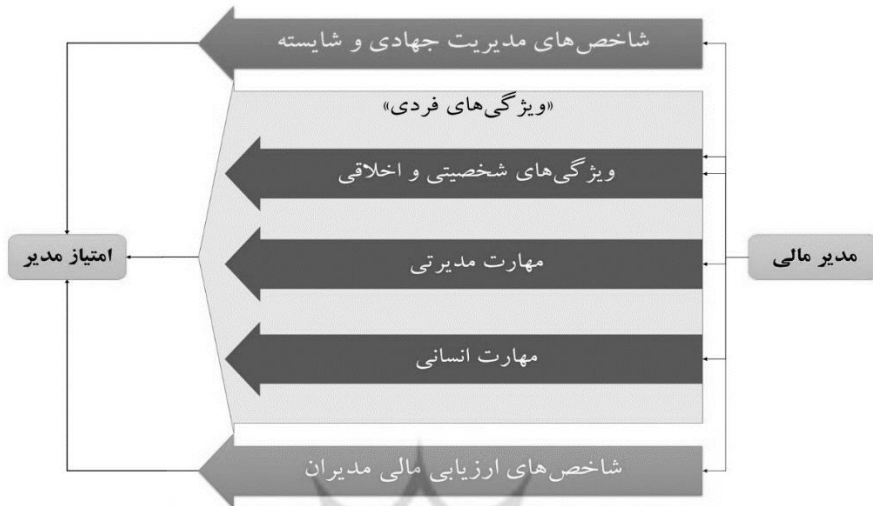 شاخص‌های مدیریت جهادی و شایسته
«ویژگی‌های فردی»
ویژگی‌های شخصیتی و اخلاقی
مدیر مالی
مهارت مدیرتی
امتیاز مدیر
مهارت انسانی
شاخص‌های ارزیابی مالی مدیران